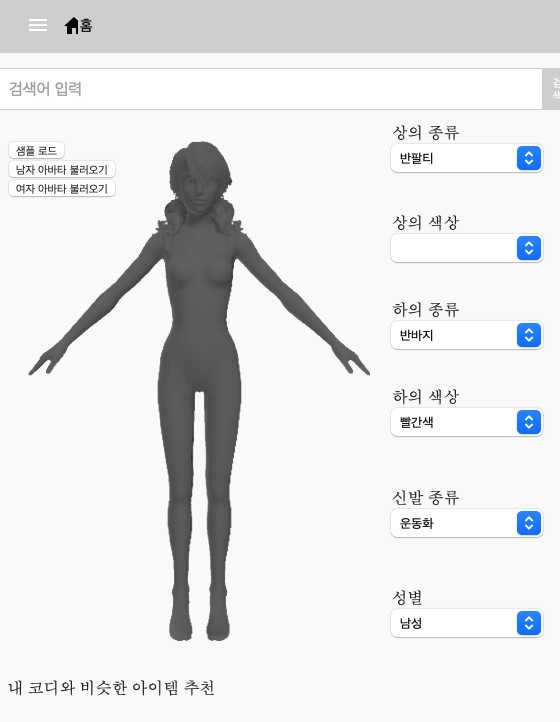 홈
검색어 입력
검색
샘플 로드
남자 아바타 불러오기
여자 아바타 불러오기
상의 종류
반팔티
상의 색상
하의 종류
반바지
하의 색상
빨간색
신발 종류
운동화
성별
남성
내 코디와 비슷한 아이템 추천